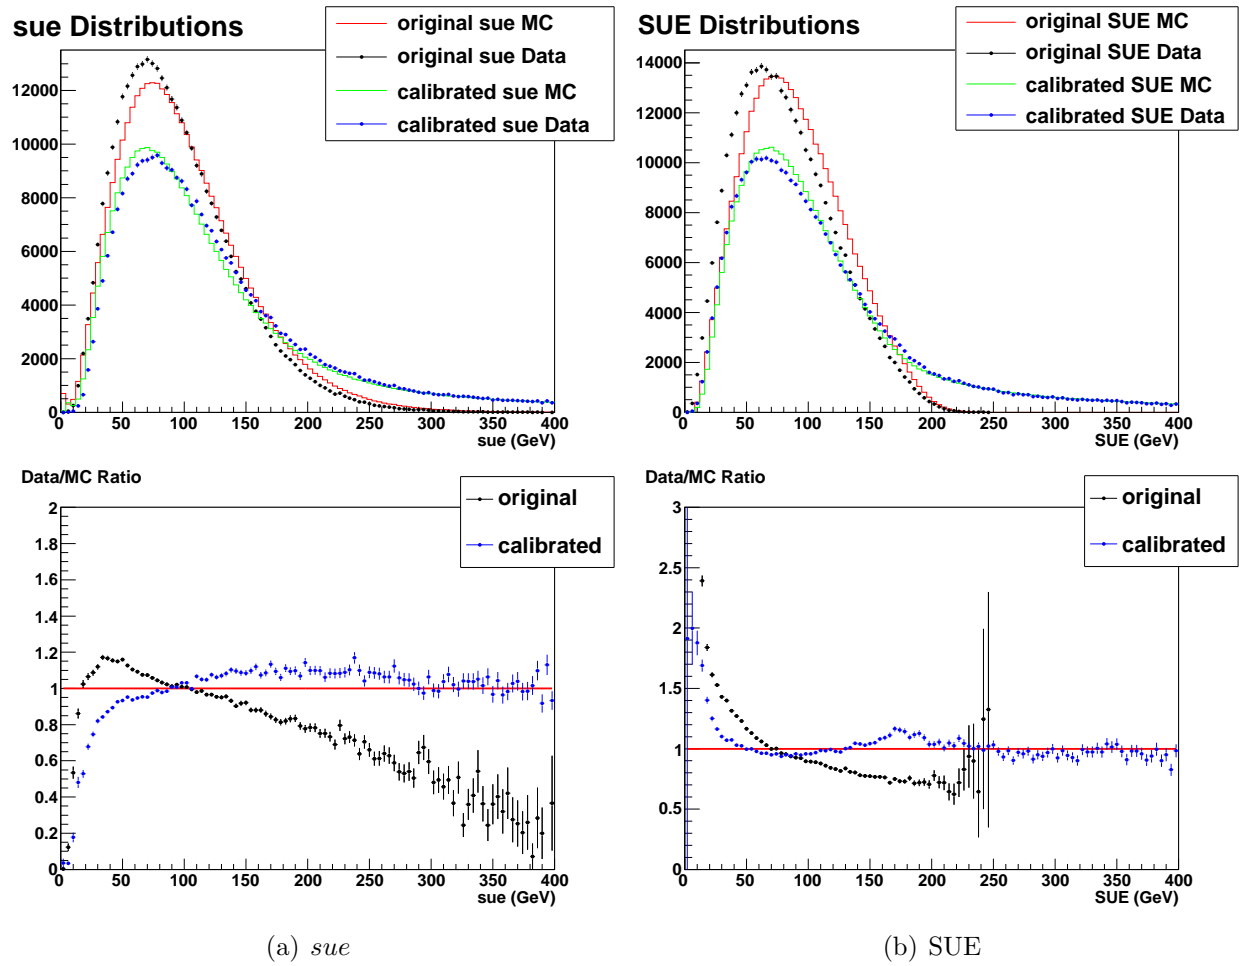 sue Distributions
original sue MC
original sue Data
calibrated sue MC
calibrated sue Data
12000
10000
8000
6000
4000
2000
0
0 50 100 150 200 250 300 350 400
sue (GeV)
SUE Distributions
original SUE MC
original SUE Data
calibrated SUE MC
calibrated SUE Data
14000
12000
10000
8000
6000
4000
2000
0
0 50 100 150 200 250 300 350 400
SUE (GeV)
Data/MC Ratio
original
calibrated
2
1.8
1.6
1.4
1.2
1
0.8
0.6
0.4
0.2
0
0 50 100 150 200 250 300 350 400
sue (GeV)
Data/MC Ratio
original
calibrated
3
2.5
2
1.5
1
0.5
0
0 50 100 150 200 250 300 350 400
SUE (GeV)
(a) sue
(b) SUE